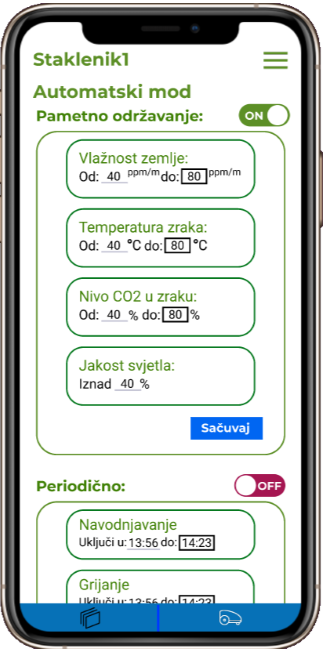 Staklenik1
Automatski mod
Pametno održavanje:
ON
Vlažnost zemlje:
Od: 40 ppm/m do: 80 ppm/m
Temperatura zraka:
Od: 40 °C do: 80 °C
Nivo CO2 u zraku:
Od: 40 % do: 80 %
Jakost svjetla:
Iznad 40 %
Sačuvaj
Periodično:
OFF
Navodnjavanje
Uključi u: 13:56 do: 14:23
Grijanje
Uključi u: 13:56 do: 14:23